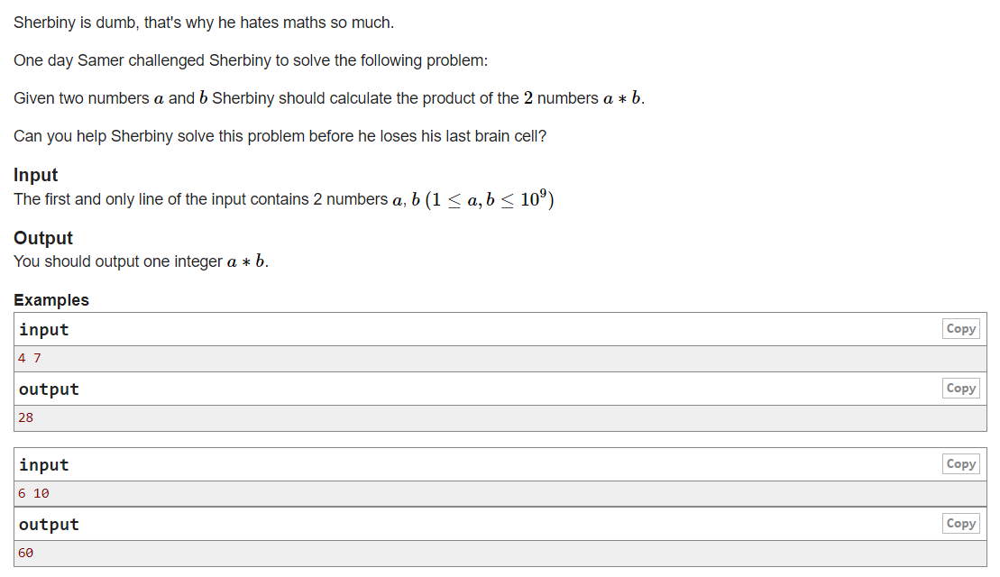 Sherbiny is dumb, that's why he hates maths so much.
One day Samer challenged Sherbiny to solve the following problem:
Given two numbers a and b Sherbiny should calculate the product of the 2 numbers a ∗ b.
Can you help Sherbiny solve this problem before he loses his last brain cell?
Input
The first and only line of the input contains 2 numbers a, b (1 ≤ a, b ≤ 10⁹)
Output
You should output one integer a ∗ b.
Examples
input Copy
4 7
output Copy
28
input Copy
6 10
output Copy
60